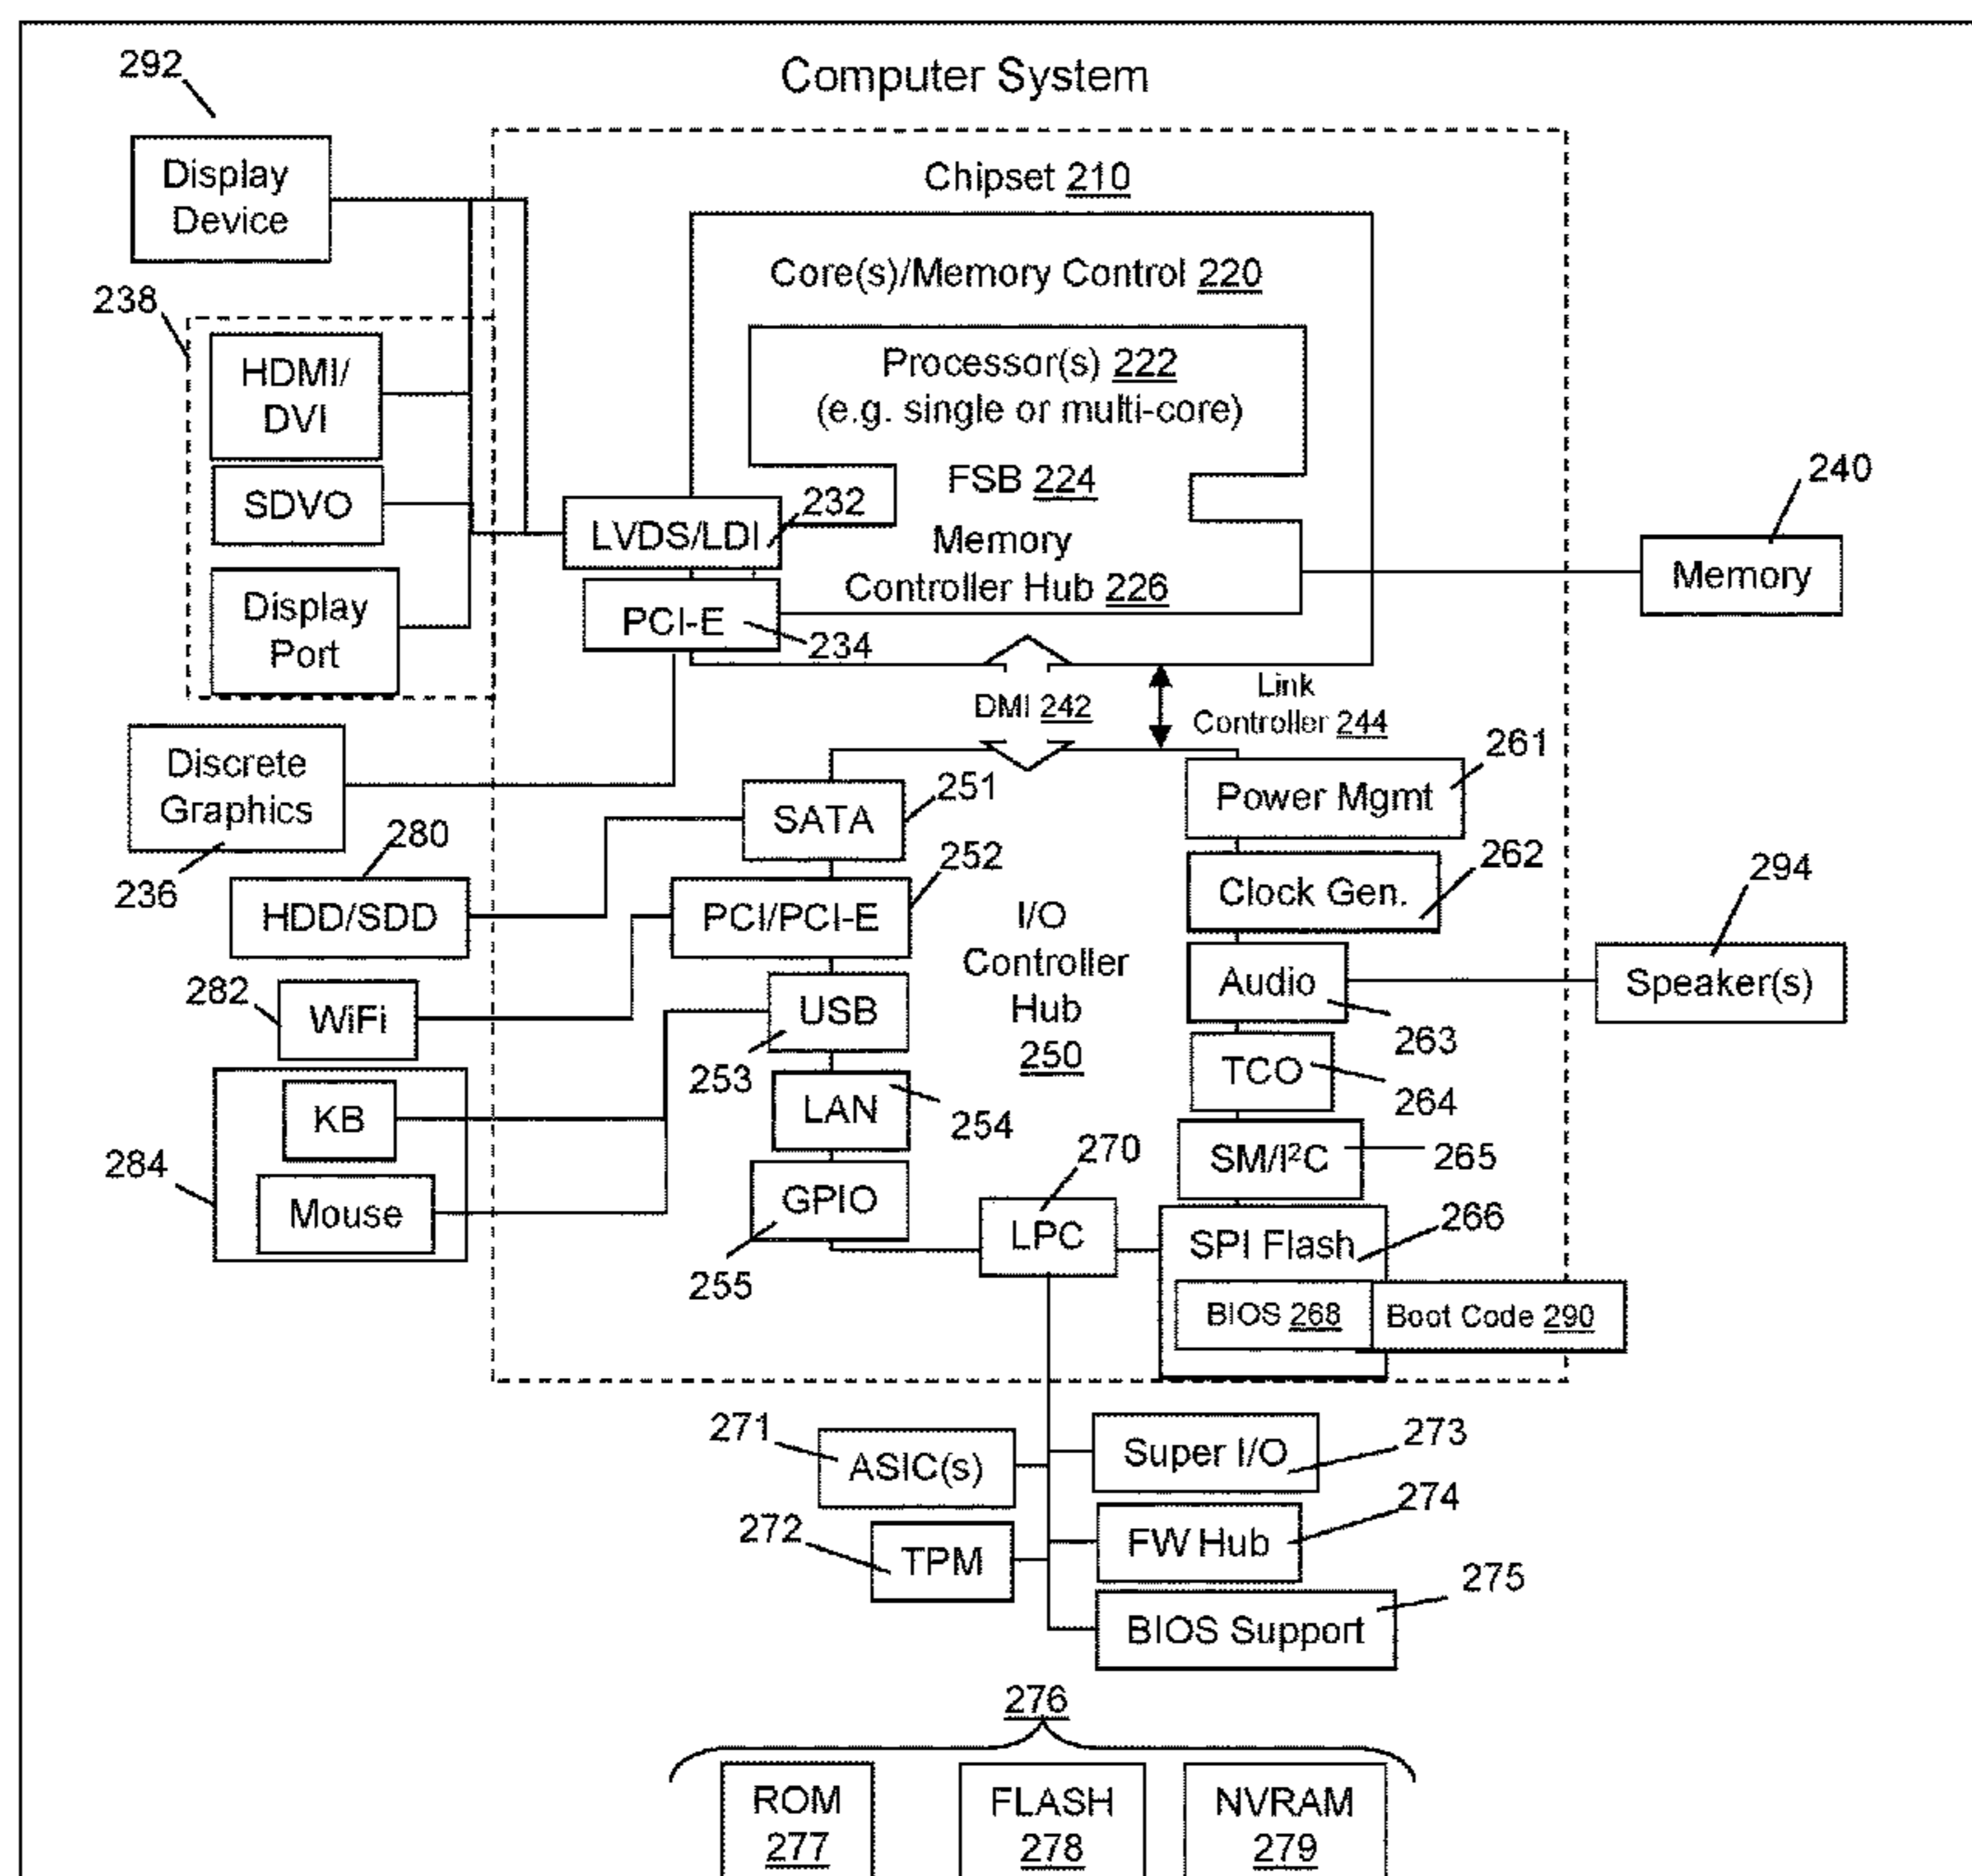 292
Computer System
Display
Device
Chipset 210
Core(s)/Memory Control 220
238
HDMI/
DVI
Processor(s) 222
(e.g. single or multi-core)
SDVO
FSB 224
240
LVDS/LDI
232
Memory
Controller Hub 226
Memory
Display
Port
PCI-E
234
DMI 242
Link
Controller 244
Discrete
Graphics
236
251
SATA
261
Power Mgmt
280
HDD/SDD
252
PCI/PCI-E
262
Clock Gen.
I/O
Controller
Hub
250
294
Speaker(s)
282
WiFi
USB
253
Audio
263
284
KB
Mouse
LAN
254
TCO
264
GPIO
255
270
LPC
SM/I²C
265
SPI Flash
266
BIOS 268
Boot Code 290
271
ASIC(s)
Super I/O
273
272
TPM
FW Hub
274
BIOS Support
275
276
ROM
277
FLASH
278
NVRAM
279